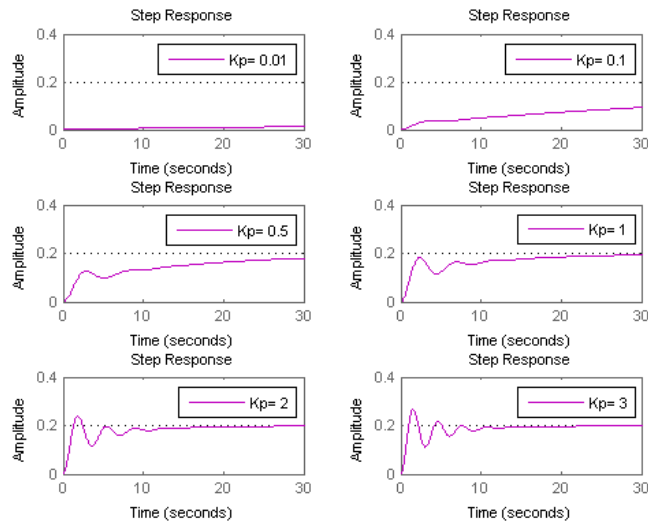 Step Response
Step Response
0.4
Kp= 0.01
0.4
Kp= 0.1
Amplitude
0.2
Amplitude
0.2
0
0
0
10
20
30
0
10
20
30
Time (seconds)
Time (seconds)
Step Response
Step Response
0.4
Kp= 0.5
0.4
Kp= 1
Amplitude
0.2
Amplitude
0.2
0
0
0
10
20
30
0
10
20
30
Time (seconds)
Time (seconds)
Step Response
Step Response
0.4
Kp= 2
0.4
Kp= 3
Amplitude
0.2
Amplitude
0.2
0
0
0
10
20
30
0
10
20
30
Time (seconds)
Time (seconds)